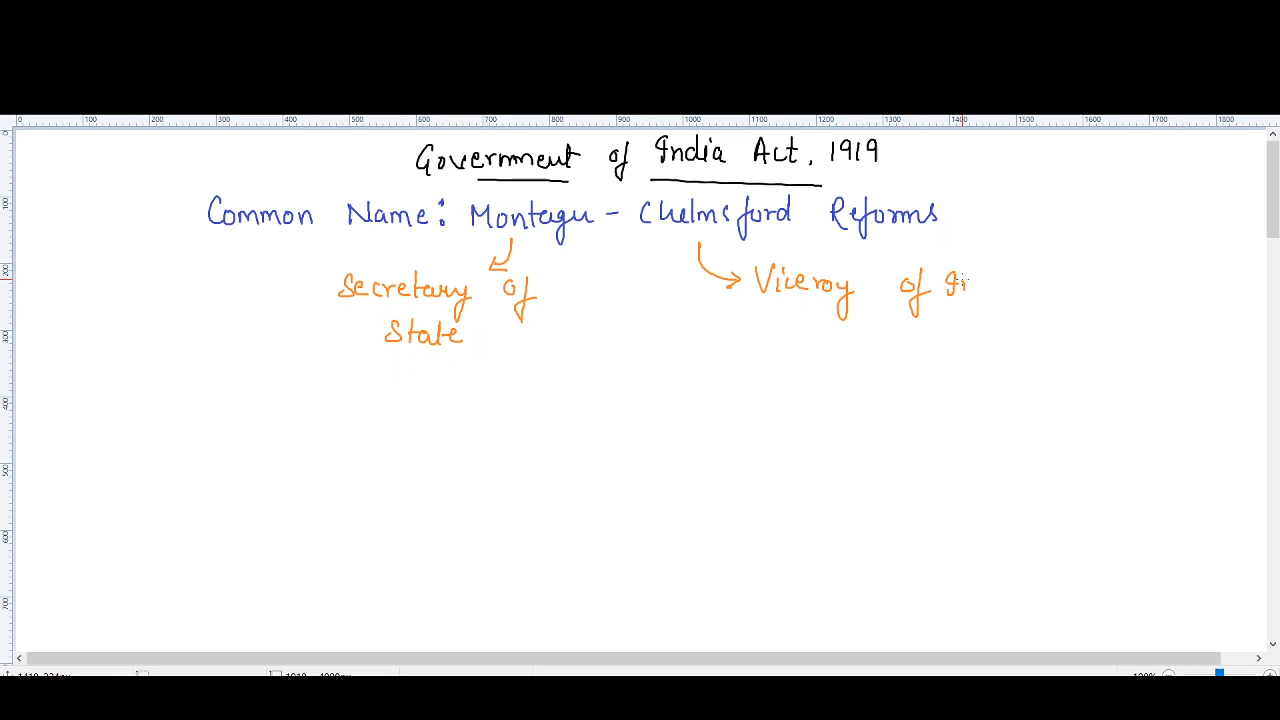 Government of India Act, 1919
Common Name: Montagu - Chelmsford Reforms
Secretary of
State
Viceroy of